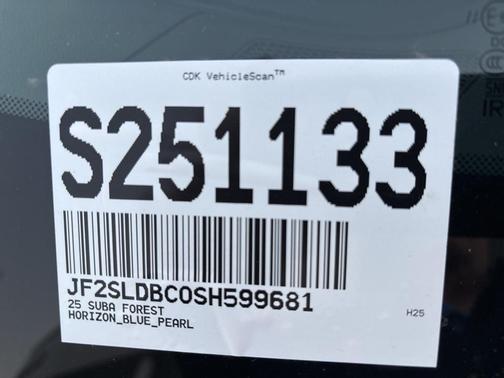 CDK VehicleScan™
S251133
JF2SLDBC0SH599681
25 SUBA FOREST
HORIZON_BLUE_PEARL
H25